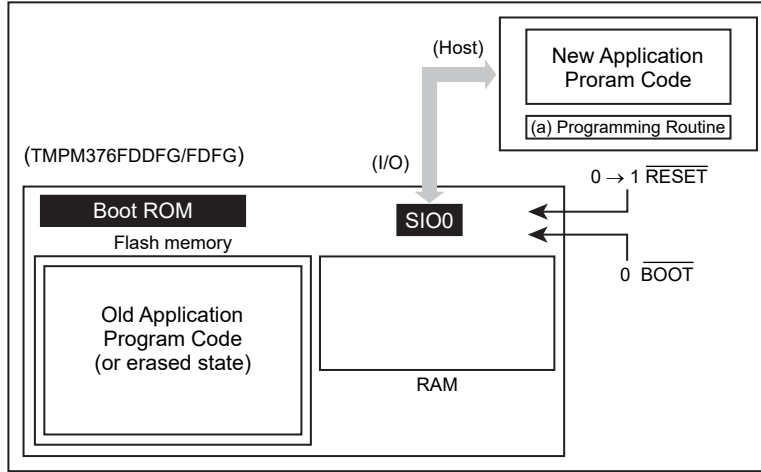 (Host)
New Application
Proram Code
(a) Programming Routine
(TMPM376FDDFG/FDFG)
(I/O)
0 → 1 RESET
Boot ROM
SIO0
Flash memory
0 BOOT
Old Application
Program Code
(or erased state)
RAM